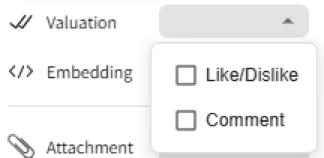 Valuation
Embedding
Like/Dislike
Comment
Attachment